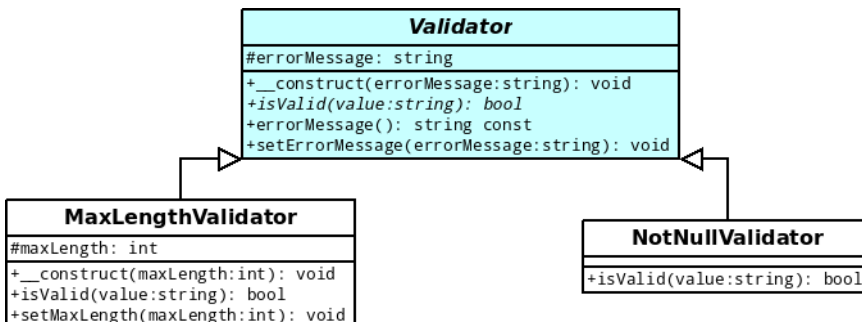 Validator
#errorMessage: string
+__construct(errorMessage:string): void
+isValid(value:string): bool
+errorMessage(): string const
+setErrorMessage(errorMessage:string): void
MaxLengthValidator
#maxLength: int
+__construct(maxLength:int): void
+isValid(value:string): bool
+setMaxLength(maxLength:int): void
NotNullValidator
+isValid(value:string): bool